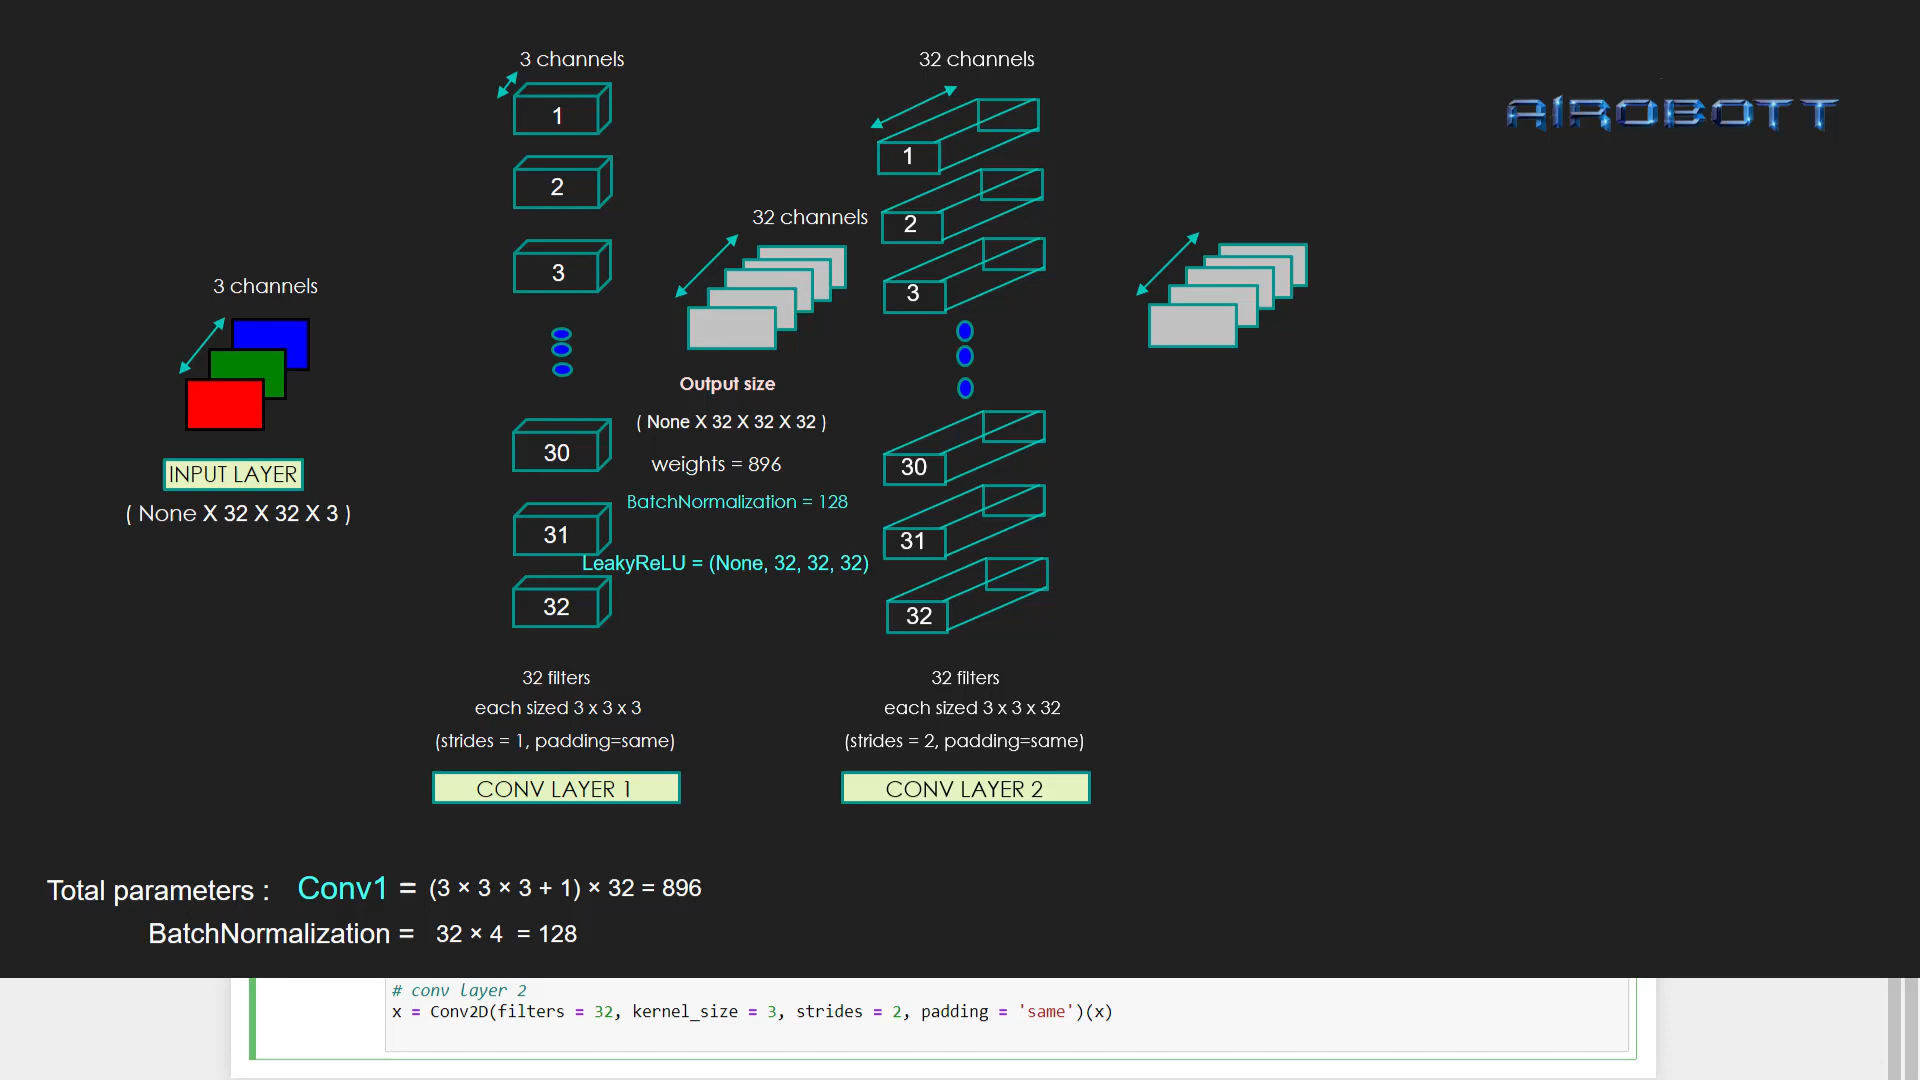 3 channels
32 channels
AIROBOTT
1
1
2
2
32 channels
3
3
3 channels
Output size
( None X 32 X 32 X 32 )
30
weights = 896
30
INPUT LAYER
( None X 32 X 32 X 3 )
BatchNormalization = 128
31
31
LeakyReLU = (None, 32, 32, 32)
32
32
32 filters
each sized 3 x 3 x 3
(strides = 1, padding=same)
CONV LAYER 1
32 filters
each sized 3 x 3 x 32
(strides = 2, padding=same)
CONV LAYER 2
Total parameters : Conv1 = (3 × 3 × 3 + 1) × 32 = 896
BatchNormalization = 32 × 4 = 128
# conv layer 2
x = Conv2D(filters = 32, kernel_size = 3, strides = 2, padding = 'same')(x)